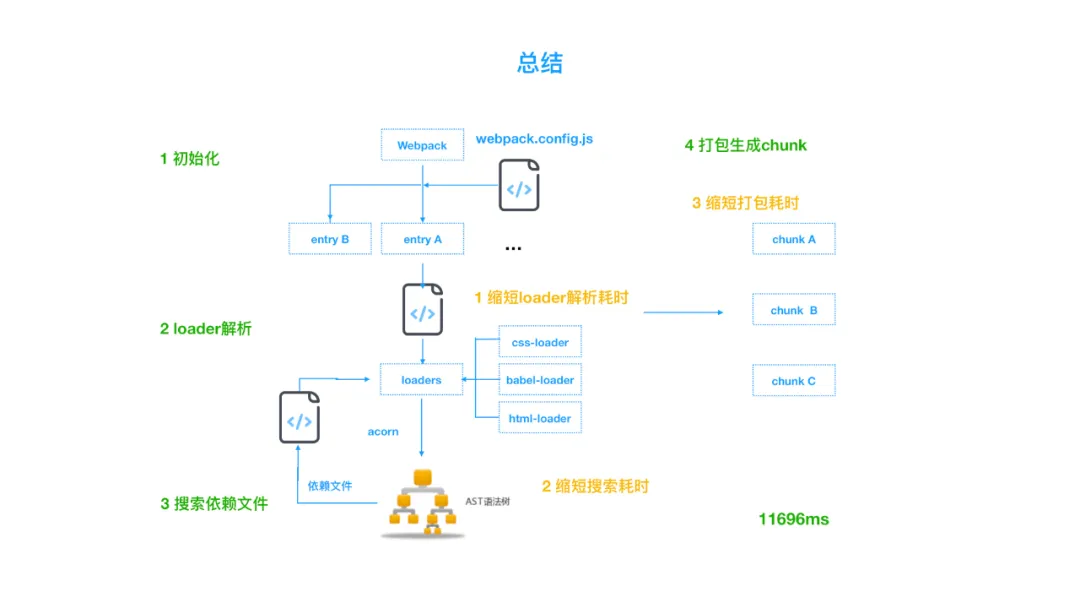 总结
webpack.config.js
Webpack
1 初始化
4 打包生成chunk
3 缩短打包耗时
entry B
entry A
...
chunk A
1 缩短loader解析耗时
</>
</>
chunk B
2 loader解析
css-loader
loaders
babel-loader
chunk C
html-loader
</>
acorn
依赖文件
2 缩短搜索耗时
3 搜索依赖文件
AST语法树
11696ms